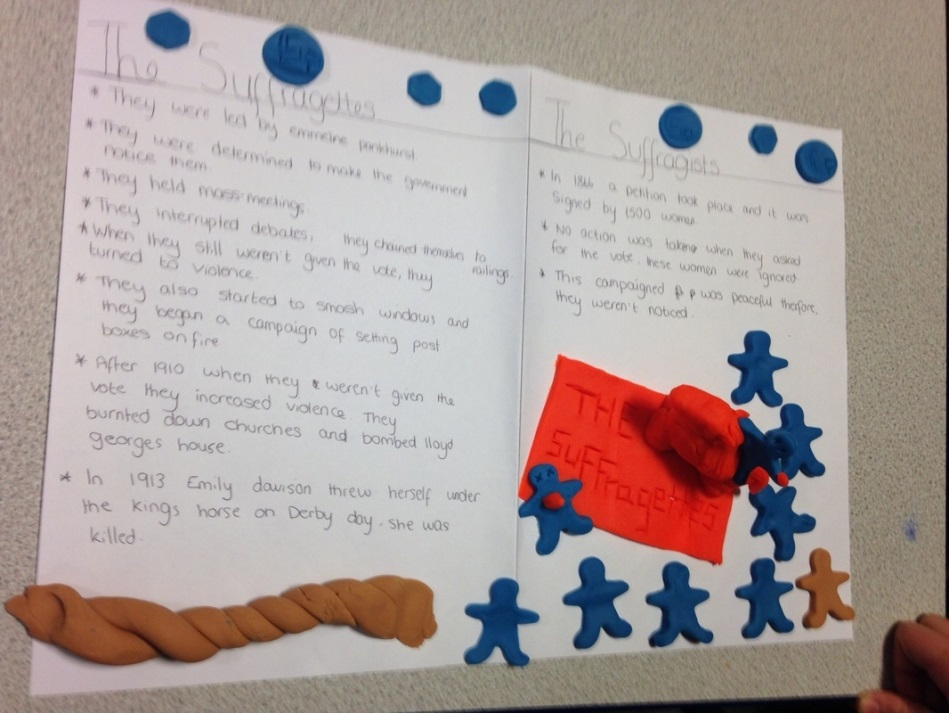 The Suffragettes
* They were led by emmeine pankhurst
* They were determined to make the government
notice them.
* They held mass-meetings.
* They interrupted debates, they chained themselves to
railings.
* When they still weren't given the vote, they
turned to violence.
* They also started to smash windows and
they began a campaign of setting post
boxes on fire
* After 1910 when they weren't given the
vote they increased violence. They
burnted down churches and bombed lloyd
georges house.
* In 1913 Emily davison threw herself under
the kings horse on Derby day. she was
killed.
The Suffragists
* In 1866 a petition took place and it was
Signed by 1500 women.
* No action was taken when they asked
for the vote. these women were ignored
* This campaigned was peaceful therfore,
they weren't noticed.
THE
Suffragettes